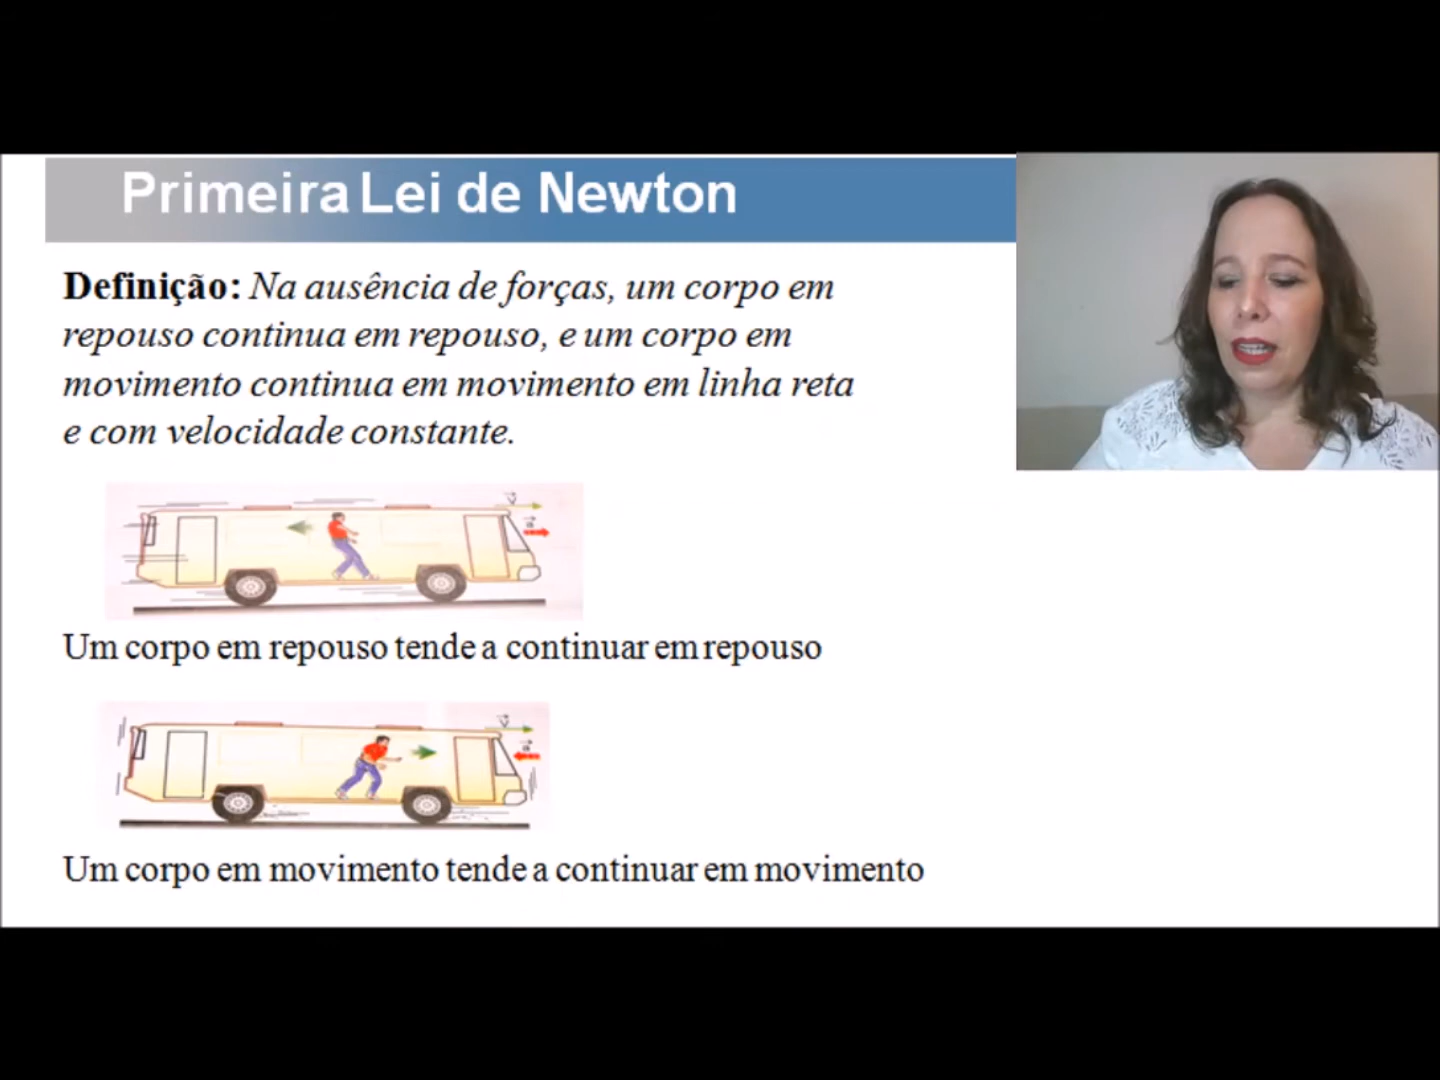 Primeira Lei de Newton
Definição: Na ausência de forças, um corpo em
repouso continua em repouso, e um corpo em
movimento continua em movimento em linha reta
e com velocidade constante.
v
a
Um corpo em repouso tende a continuar em repouso
v
a
Um corpo em movimento tende a continuar em movimento